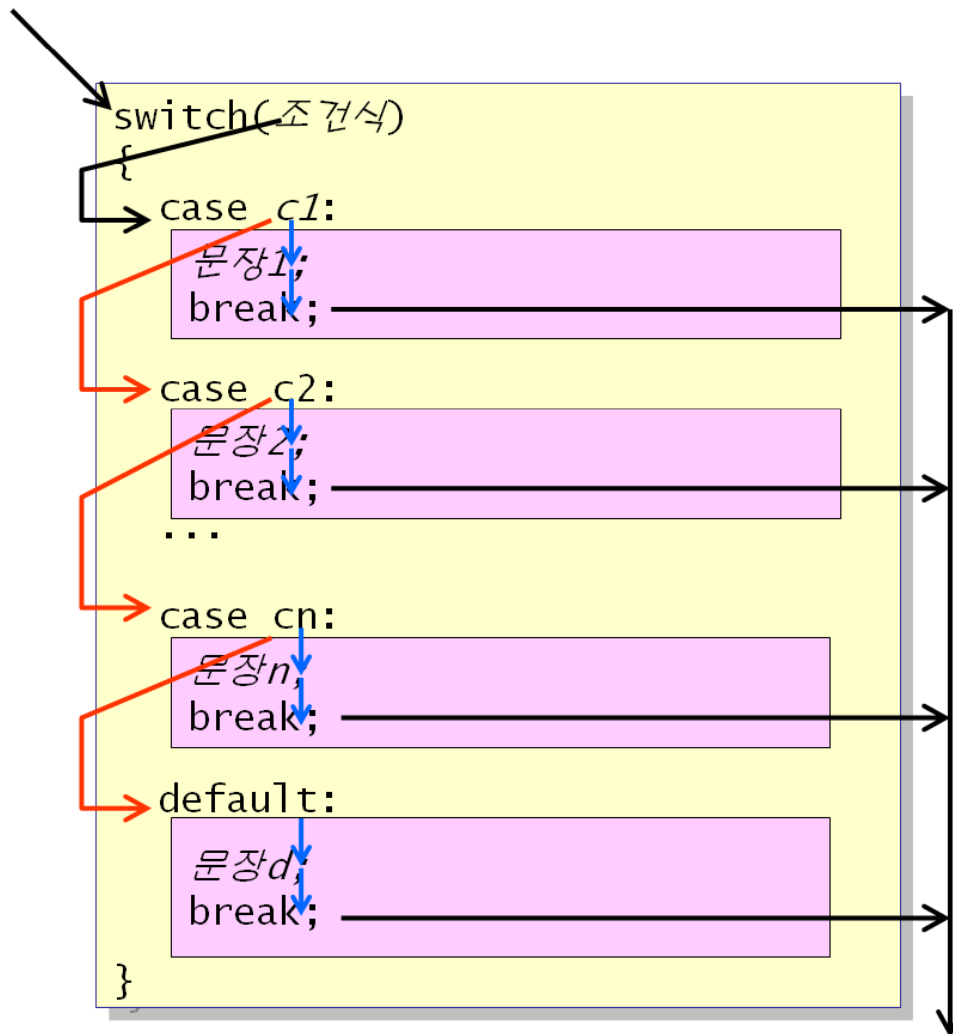 switch(조건식)
{
case c1:
문장1;
break;
case c2:
문장2;
break;
...
case cn:
문장n;
break;
default:
문장d;
break;
}